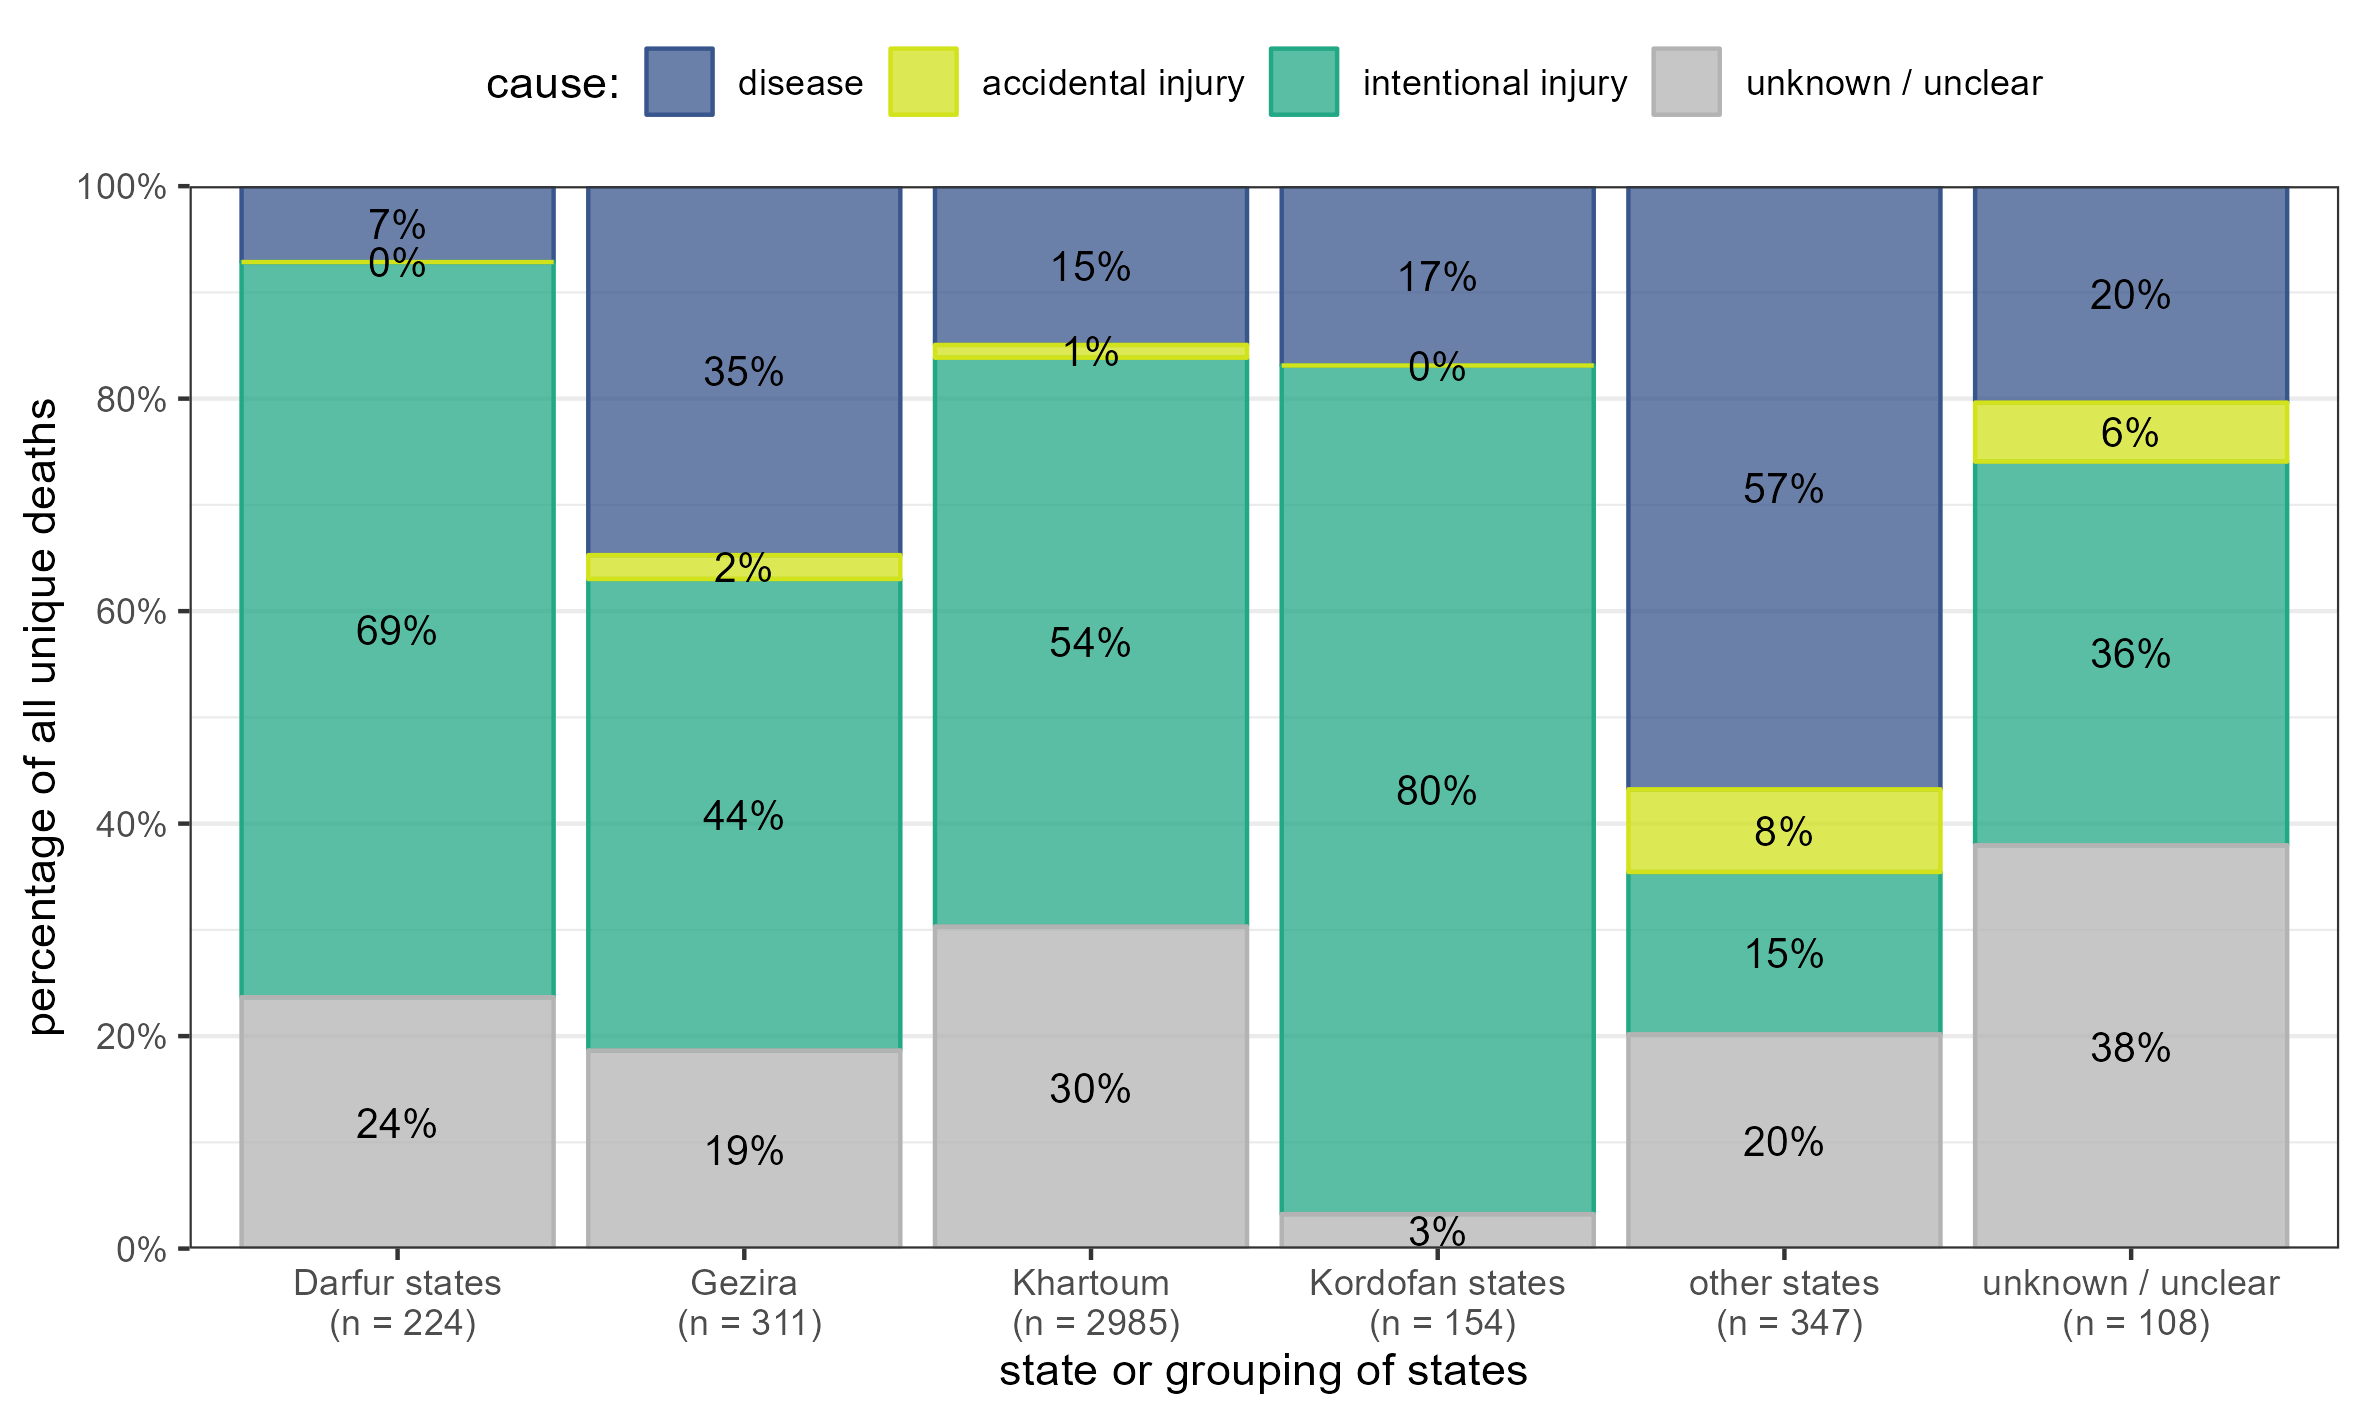 cause: disease accidental injury intentional injury unknown / unclear
percentage of all unique deaths
100%
80%
60%
40%
20%
0%
7%
0%
69%
24%
35%
2%
44%
19%
15%
1%
54%
30%
17%
0%
80%
3%
57%
8%
15%
20%
20%
6%
36%
38%
Darfur states
(n = 224)
Gezira
(n = 311)
Khartoum
(n = 2985)
Kordofan states
(n = 154)
other states
(n = 347)
unknown / unclear
(n = 108)
state or grouping of states